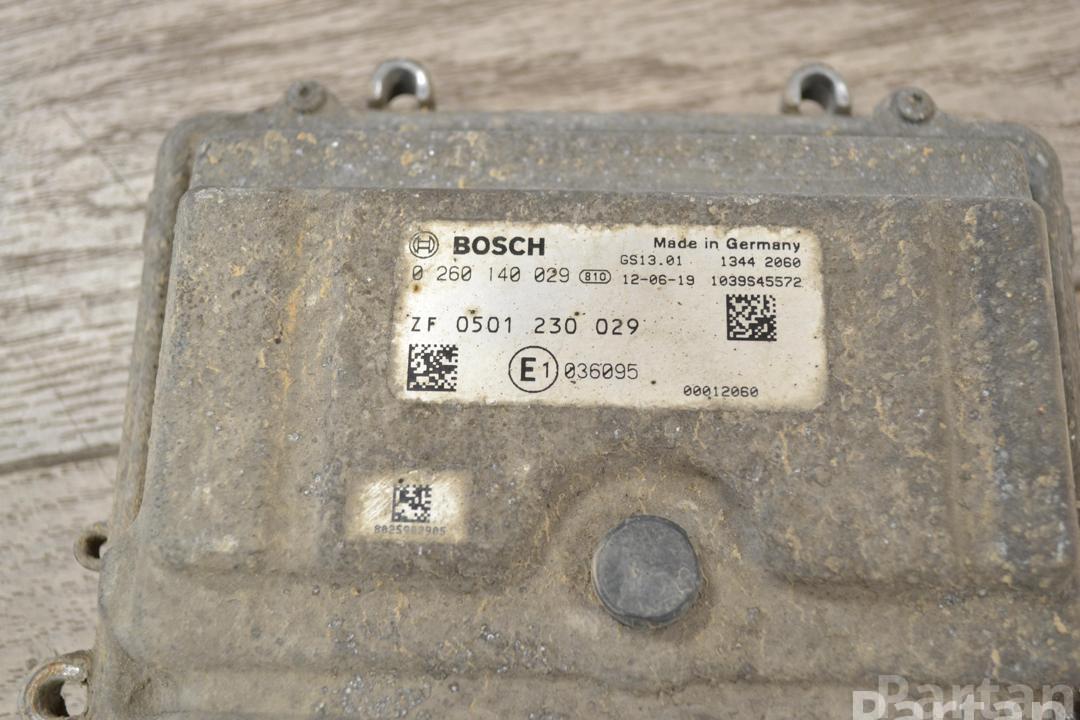 BOSCH Made in Germany
GS13.01 1344 2060
0 260 140 029 810 12-06-19 1039S45572
ZF 0501 230 029
E1 036095
00012060
Partan
Partan